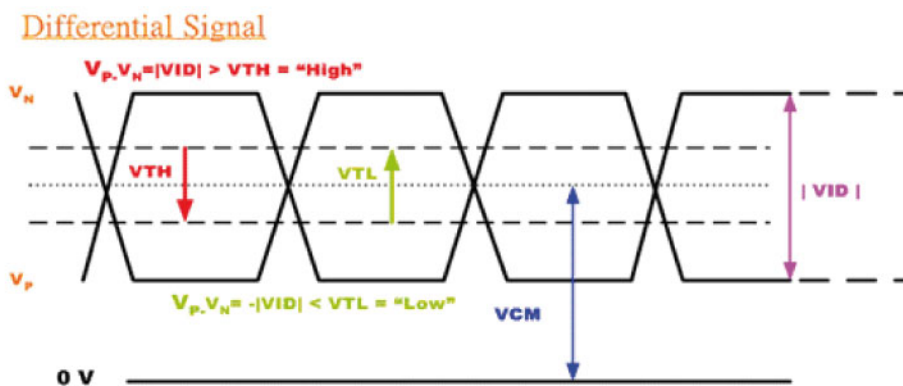 Differential Signal
VP-VN=|VID| > VTH = “High”
VN
VTH
VTL
| VID |
VP
VP-VN= -|VID| < VTL = “Low”
VCM
0 V